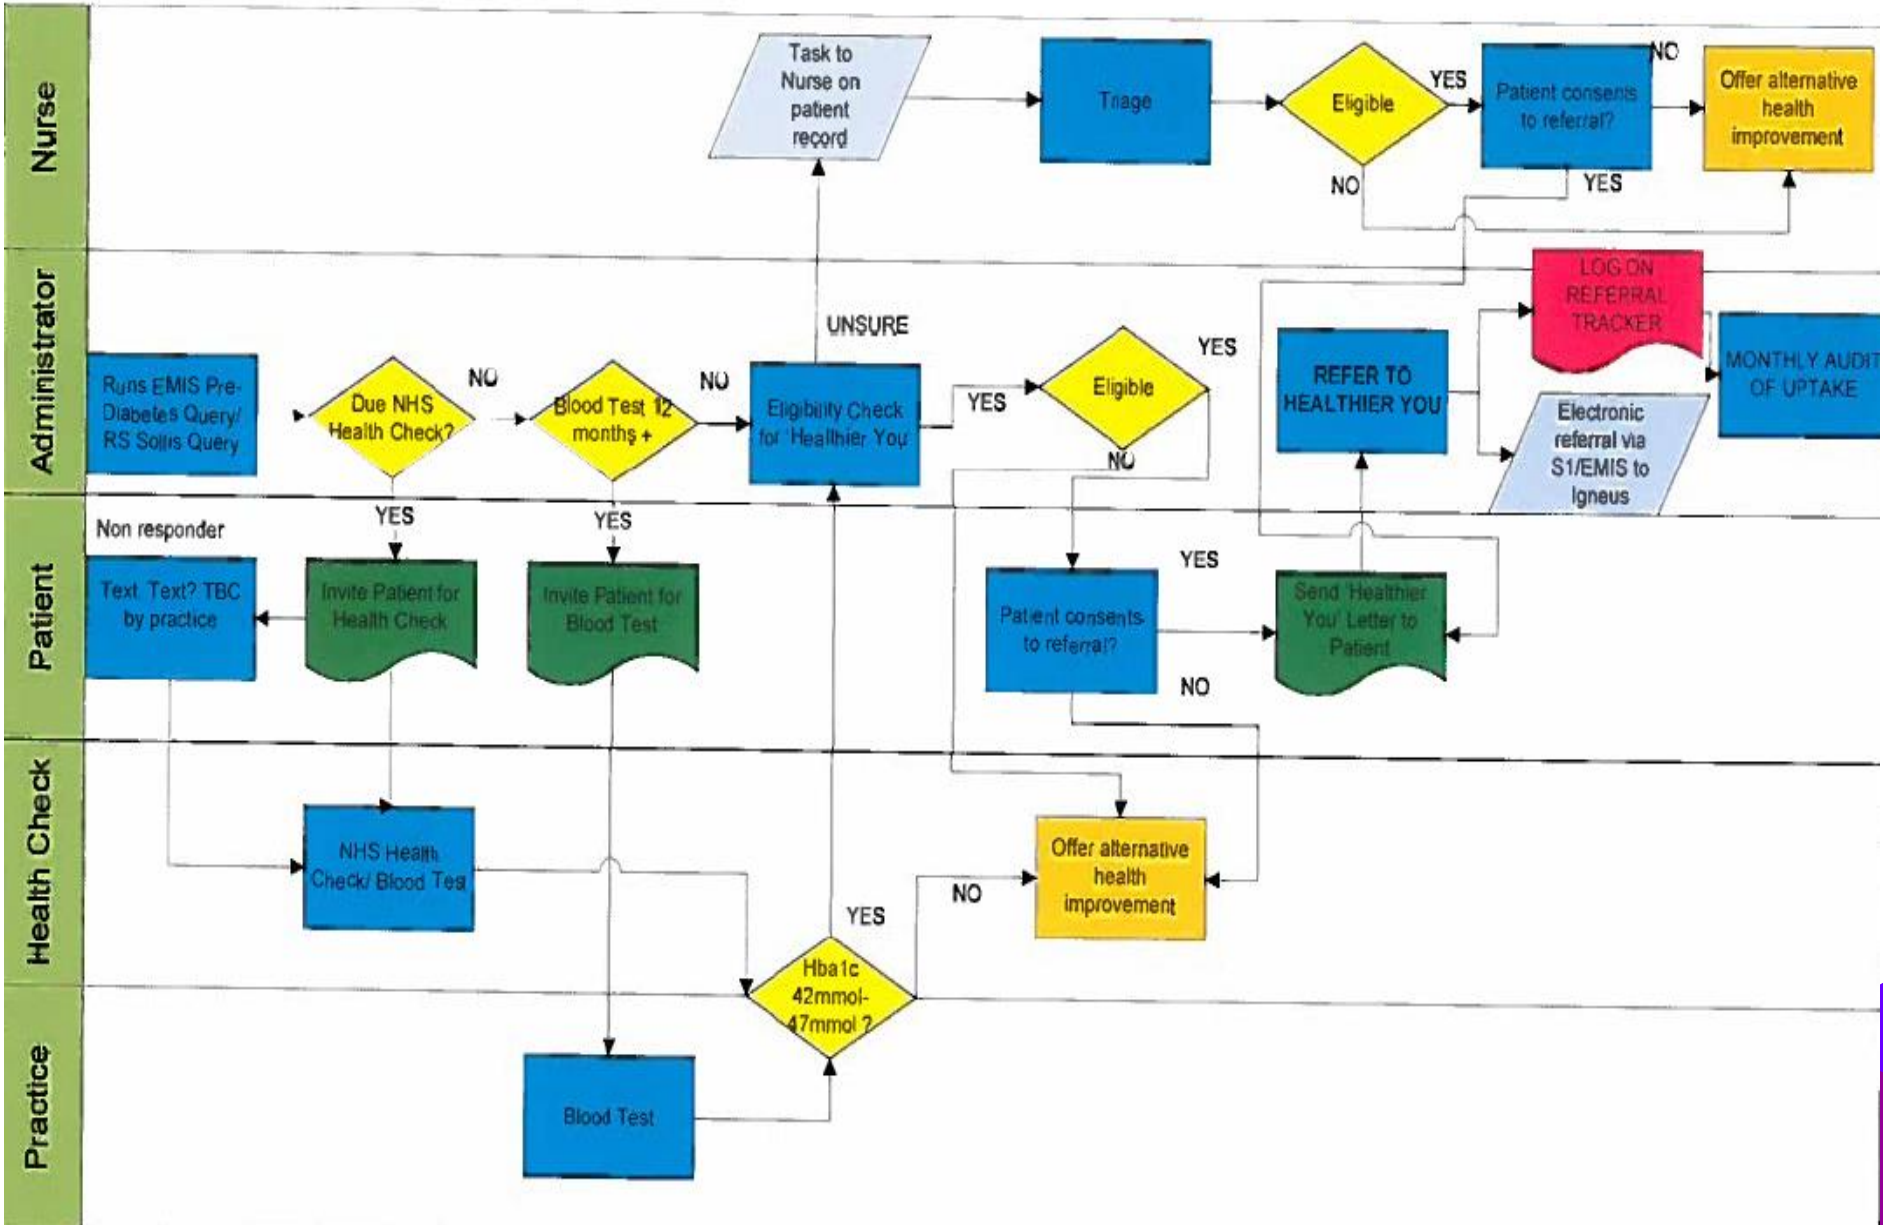 Nurse
Task to
Nurse on
patient
record
Triage
Eligible
YES
NO
Patient consents
to referral?
NO
YES
Offer alternative
health
improvement
Administrator
Runs EMIS Pre-
Diabetes Query/
RS Sollis Query
Due NHS
Health Check?
NO
YES
Blood Test 12
months +
NO
YES
Eligibility Check
for 'Healthier You'
UNSURE
YES
Eligible
YES
NO
REFER TO
HEALTHIER YOU
LOG ON
REFERRAL
TRACKER
Electronic
referral via
S1/EMIS to
Igneus
MONTHLY AUDIT
OF UPTAKE
Patient
Non responder
Text. Text? TBC
by practice
Invite Patient for
Health Check
Invite Patient for
Blood Test
Patient consents
to referral?
YES
NO
Send 'Healthier
You' Letter to
Patient
Health Check
NHS Health
Check/ Blood Test
YES
NO
Offer alternative
health
improvement
Hba1c
42mmol-
47mmol ?
Practice
Blood Test